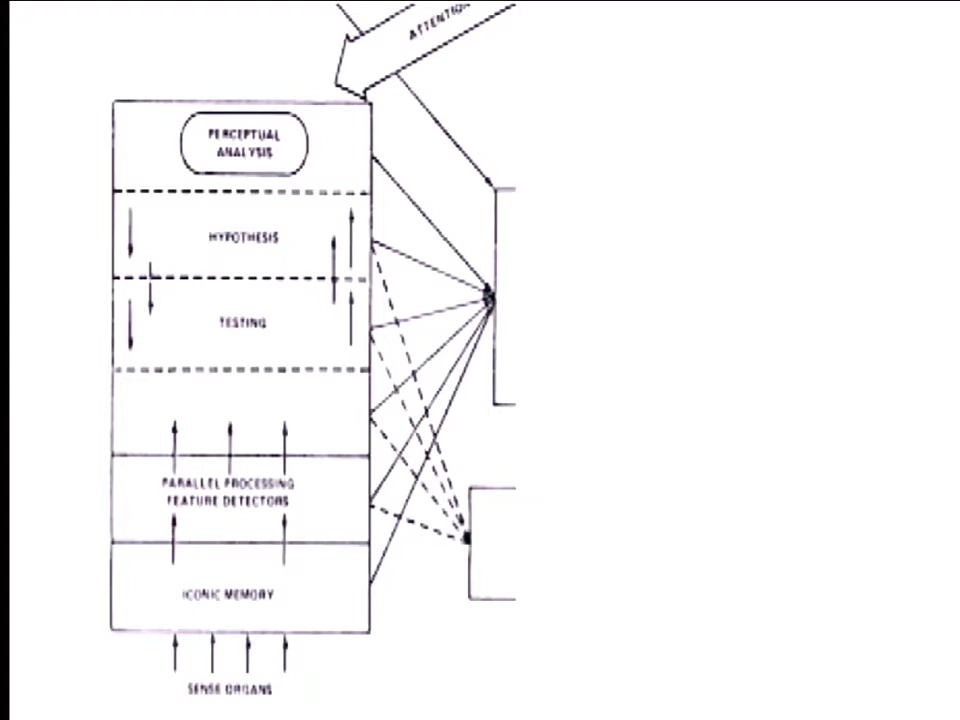 ATTENTION
PERCEPTUAL
ANALYSIS
HYPOTHESIS
TESTING
PARALLEL PROCESSING
FEATURE DETECTORS
ICONIC MEMORY
SENSE ORGANS